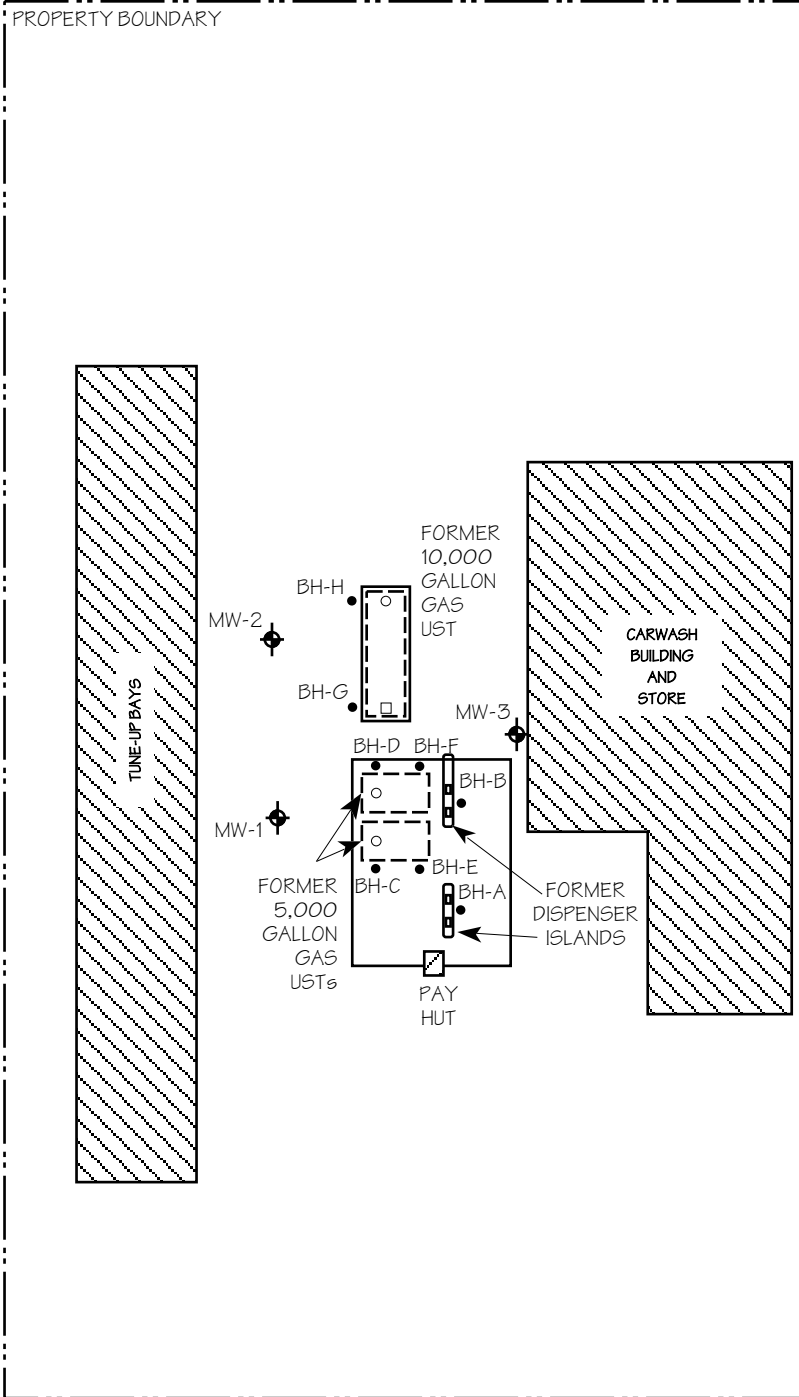 PROPERTY BOUNDARY
FORMER
10,000
GALLON
GAS
UST
BH-H
MW-2
CARWASH
BUILDING
AND
STORE
TUNE-UP BAYS
BH-G
MW-3
BH-D BH-F
BH-B
MW-1
BH-E
BH-C
BH-A
FORMER
5,000
GALLON
GAS
USTs
FORMER
DISPENSER
ISLANDS
PAY
HUT